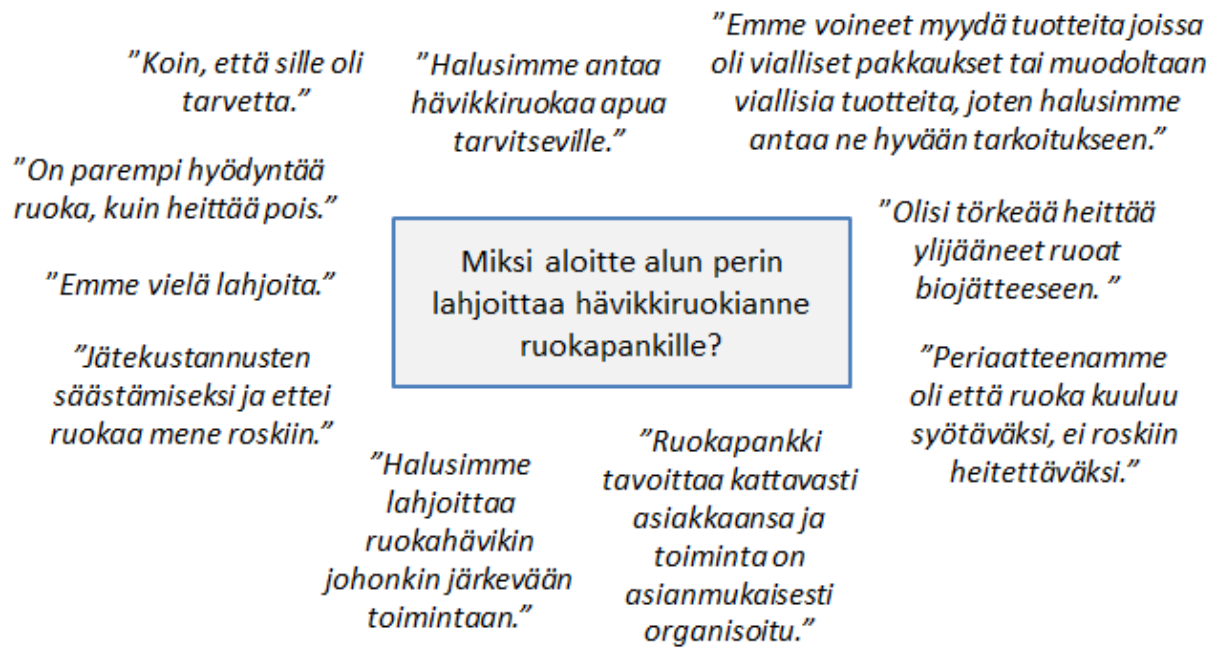 "Koin, että sille oli
tarvetta."
"Halusimme antaa
hävikkiruokaa apua
tarvitseville."
"Emme voineet myydä tuotteita joissa
oli vialliset pakkaukset tai muodoltaan
viallisia tuotteita, joten halusimme
antaa ne hyvään tarkoitukseen."
"On parempi hyödyntää
ruoka, kuin heittää pois."
"Emme vielä lahjoita."
"Jätekustannusten
säästämiseksi ja ettei
ruokaa mene roskiin."
Miksi aloitte alun perin
lahjoittaa hävikkiruokianne
ruokapankille?
"Olisi törkeää heittää
ylijääneet ruoat
biojätteeseen. "
"Periaatteenamme
oli että ruoka kuuluu
syötäväksi, ei roskiin
heitettäväksi."
"Halusimme
lahjoittaa
ruokahävikin
johonkin järkevään
toimintaan."
"Ruokapankki
tavoittaa kattavasti
asiakkaansa ja
toiminta on
asianmukaisesti
organisoitu."